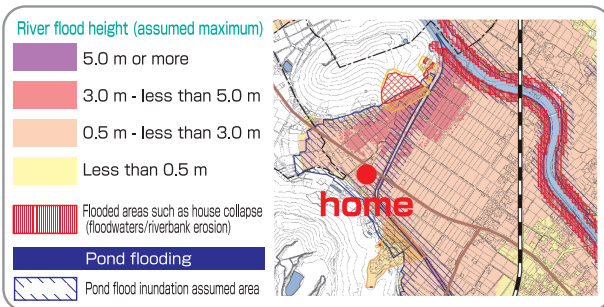 River flood height (assumed maximum)
5.0 m or more
3.0 m - less than 5.0 m
0.5 m - less than 3.0 m
Less than 0.5 m
Flooded areas such as house collapse
(floodwaters/riverbank erosion)
Pond flooding
Pond flood inundation assumed area
home